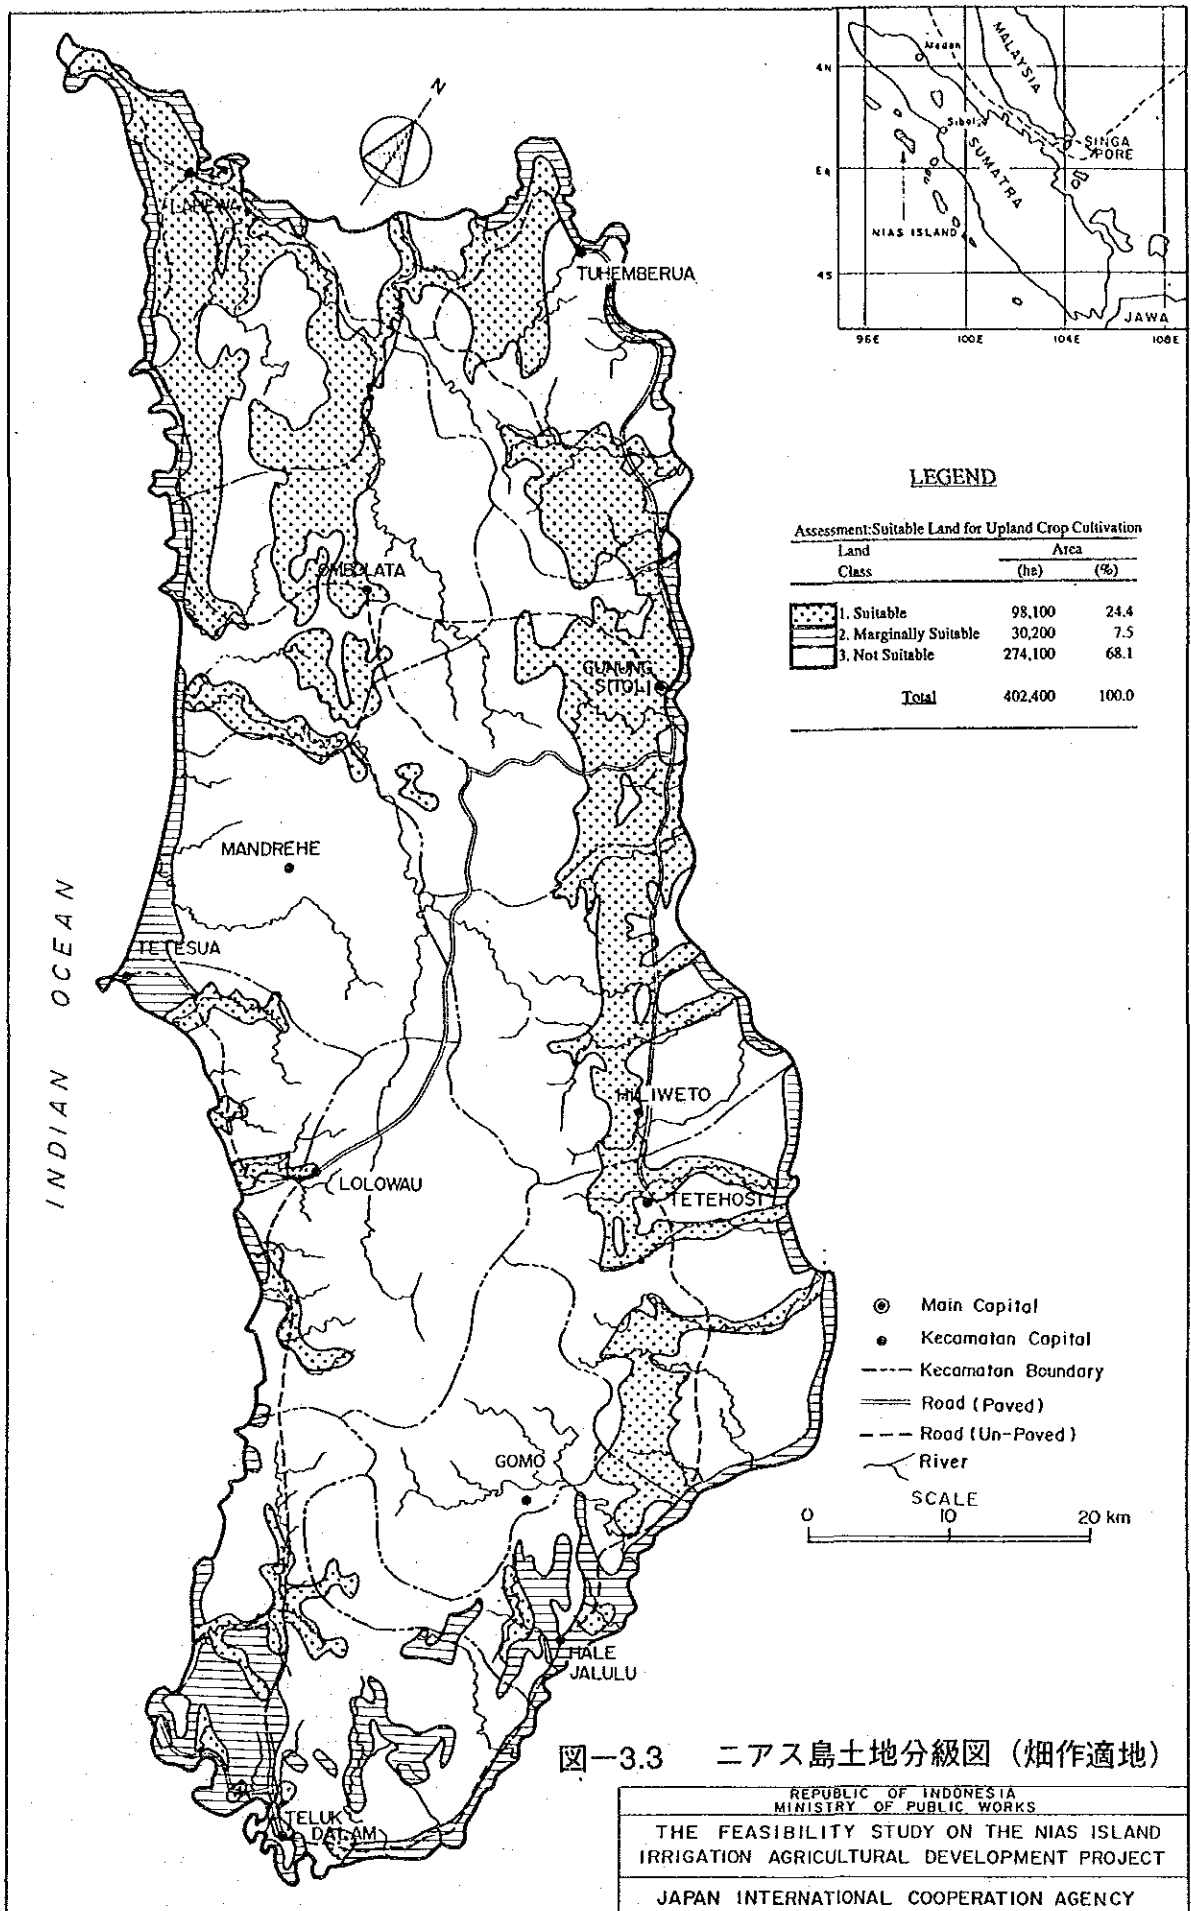 N
4N
EQ
4S
96E
100E
104E
108E
Medan
Sibolga
MALAYSIA
SINGA
PORE
SUMATRA
NIAS ISLAND
JAWA
LAHEWA
TUHEMBERUA
OMBOLATA
GUNUNG
SITOLI
MANDREHE
TETESUA
INDIAN OCEAN
HILIWETO
LOLOWAU
TETEHOSI
GOMO
HALE
JALULU
TELUK
DALAM
LEGEND
Assessment:Suitable Land for Upland Crop Cultivation
Land Area
Class (ha) (%)
1. Suitable 98,100 24.4
2. Marginally Suitable 30,200 7.5
3. Not Suitable 274,100 68.1
Total 402,400 100.0
Main Capital
Kecamatan Capital
Kecamatan Boundary
Road (Paved)
Road (Un-Paved)
River
SCALE
0 10 20 km
図-3.3 ニアス島土地分級図（畑作適地）
REPUBLIC OF INDONESIA
MINISTRY OF PUBLIC WORKS
THE FEASIBILITY STUDY ON THE NIAS ISLAND
IRRIGATION AGRICULTURAL DEVELOPMENT PROJECT
JAPAN INTERNATIONAL COOPERATION AGENCY